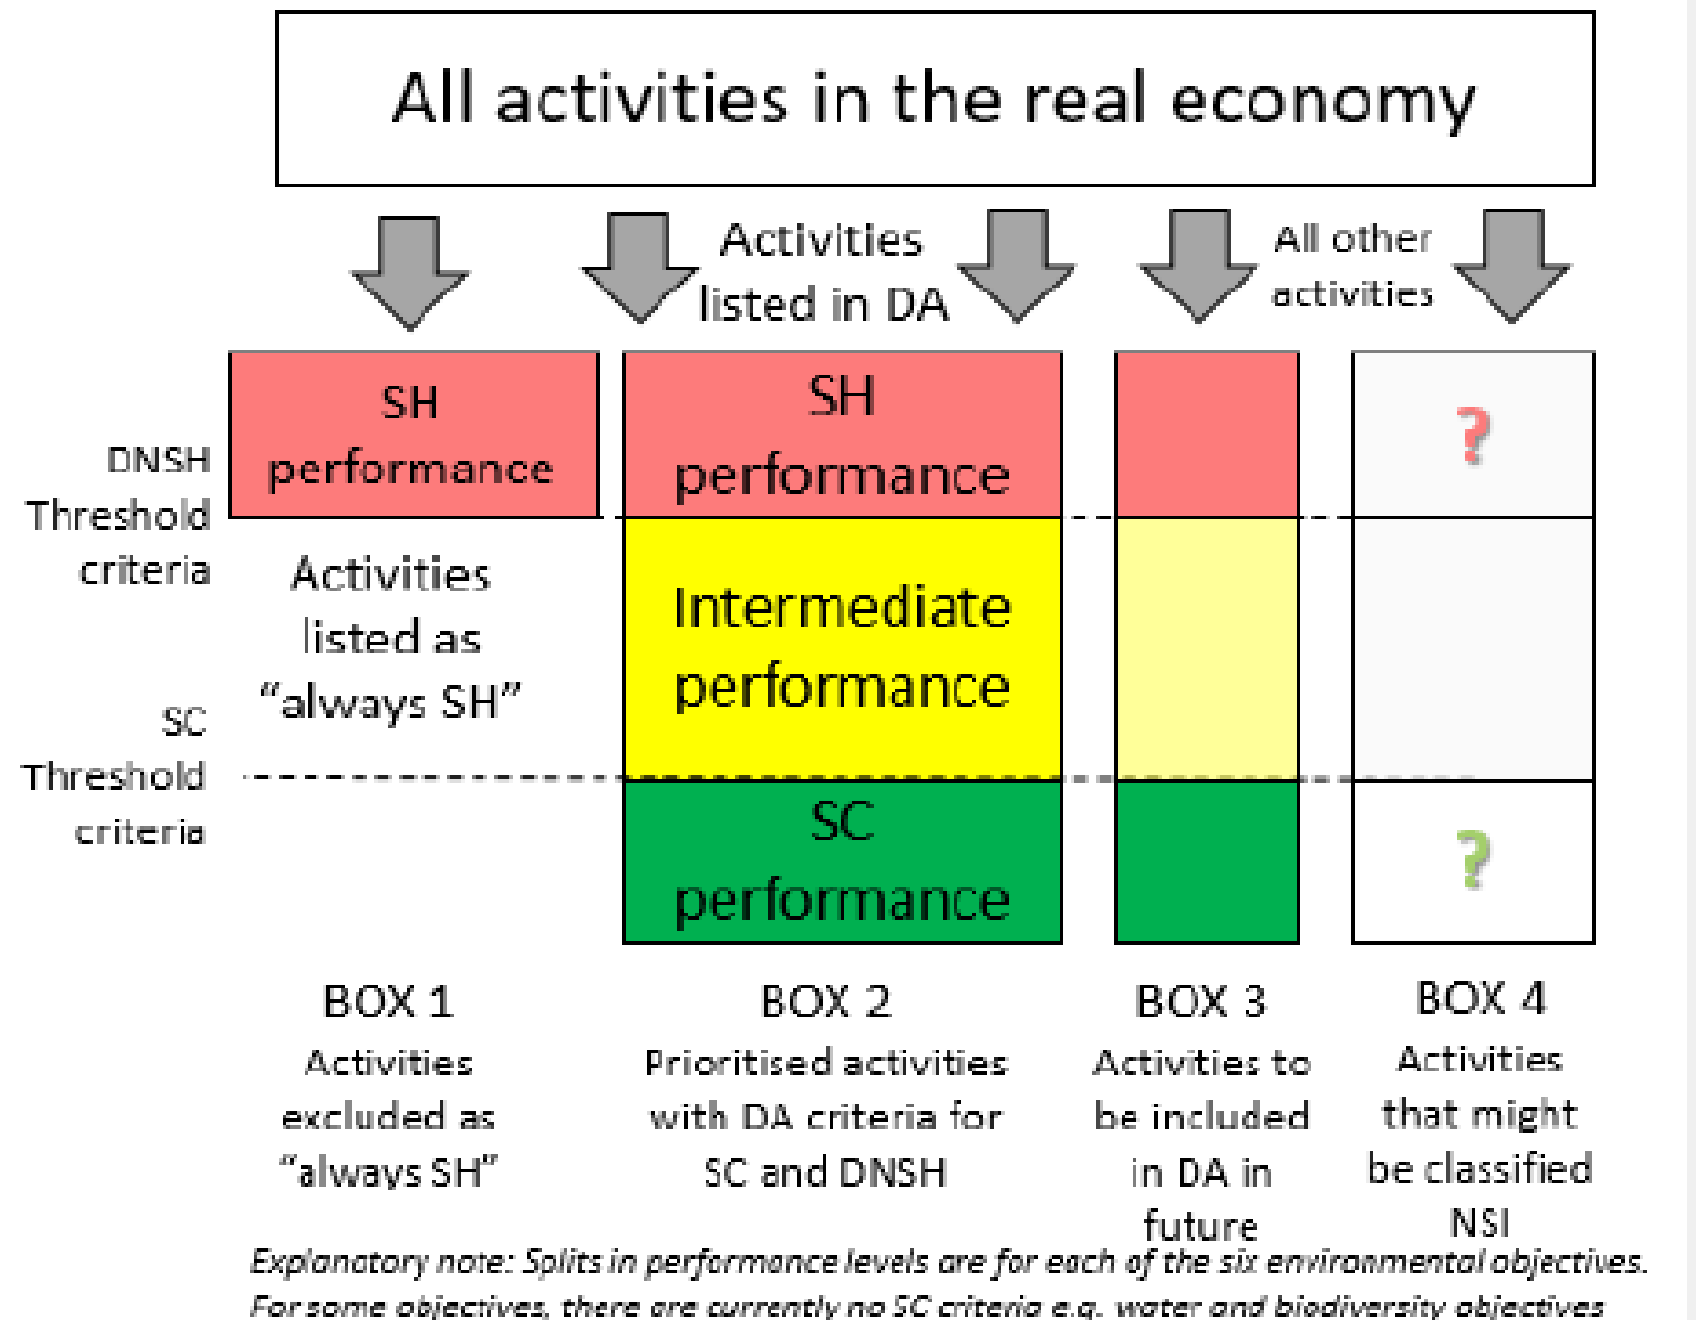 All activities in the real economy
Activities
listed in DA
All other
activities
SH
performance
SH
performance
?
DNSH
Threshold
criteria
Activities
listed as
“always SH”
Intermediate
performance
SC
Threshold
criteria
SC
performance
?
BOX 1
Activities
excluded as
“always SH”
BOX 2
Prioritised activities
with DA criteria for
SC and DNSH
BOX 3
Activities to
be included
in DA in
future
BOX 4
Activities
that might
be classified
NSI
Explanatory note: Splits in performance levels are for each of the six environmental objectives.
For some objectives, there are currently no SC criteria e.g. water and biodiversity objectives